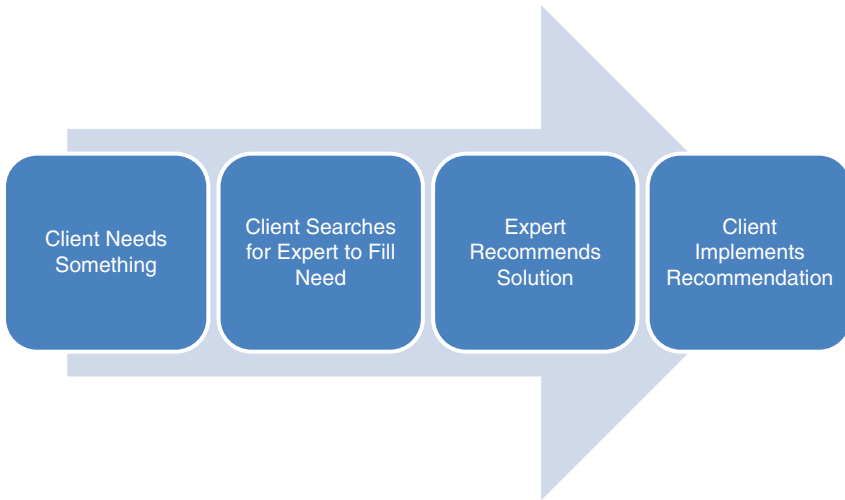 Client Needs
Something
Client Searches
for Expert to Fill
Need
Expert
Recommends
Solution
Client
Implements
Recommendation